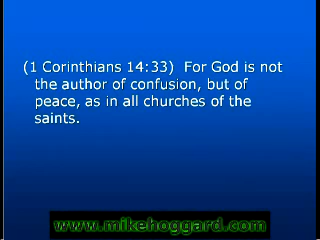 (1 Corinthians 14:33)  For God is not
the author of confusion, but of
peace, as in all churches of the
saints.
www.mikehoggard.com